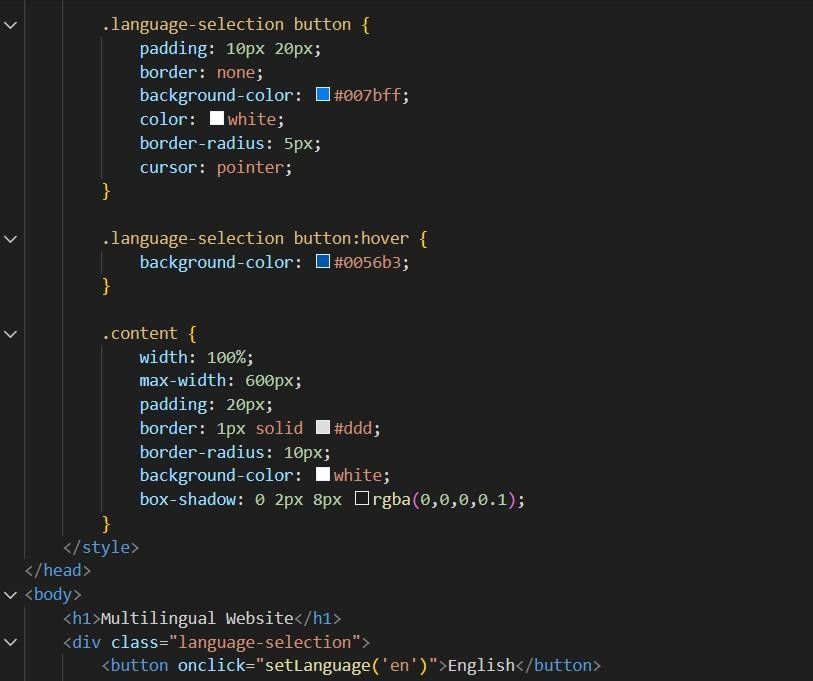 .language-selection button {
padding: 10px 20px;
border: none;
background-color: #007bff;
color: white;
border-radius: 5px;
cursor: pointer;
}
.language-selection button:hover {
background-color: #0056b3;
}
.content {
width: 100%;
max-width: 600px;
padding: 20px;
border: 1px solid #ddd;
border-radius: 10px;
background-color: white;
box-shadow: 0 2px 8px rgba(0,0,0,0.1);
}
</style>
</head>
<body>
<h1>Multilingual Website</h1>
<div class="language-selection">
<button onclick="setLanguage('en')">English</button>